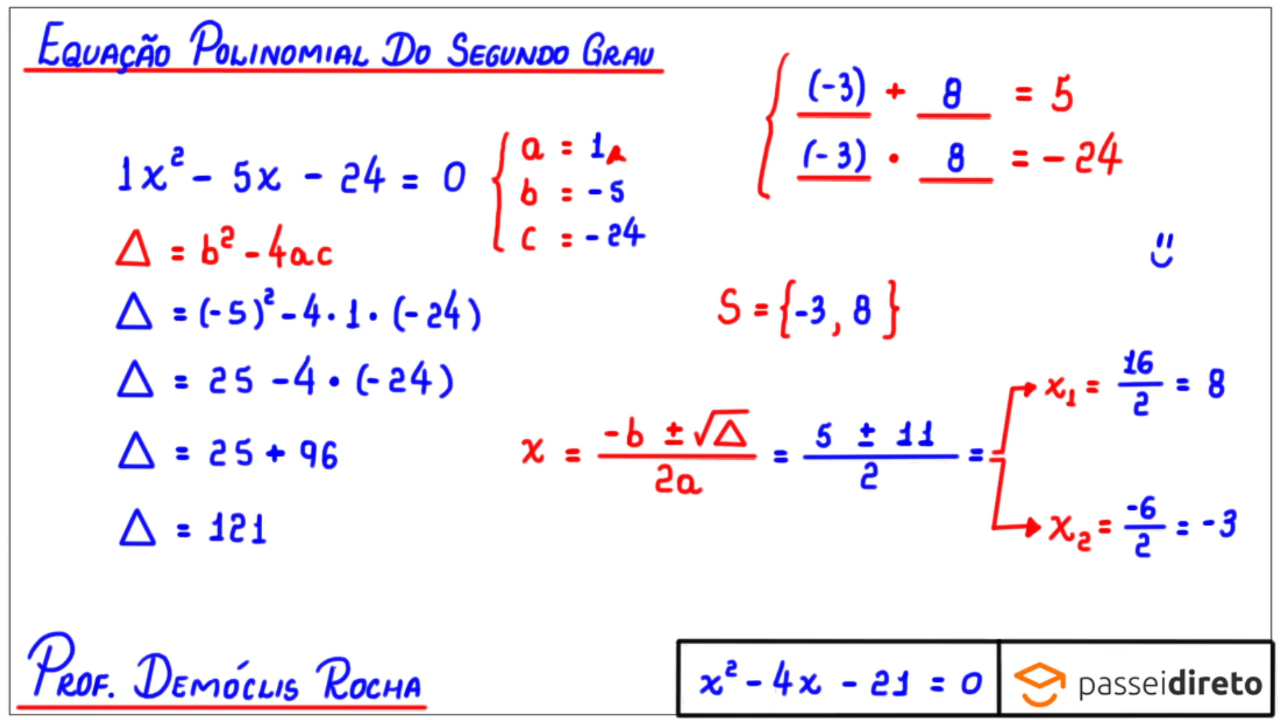 EQUAÇÃO POLINOMIAL DO SEGUNDO GRAU
1x² - 5x - 24 = 0
a = 1
b = -5
c = -24
Δ = b² - 4ac
Δ = (-5)² - 4 · 1 · (-24)
Δ = 25 - 4 · (-24)
Δ = 25 + 96
Δ = 121
(-3) + 8 = 5
(-3) · 8 = -24
S = {-3, 8}
x = (-b ± √Δ)/2a = (5 ± 11)/2 =
x₁ = 16/2 = 8
x₂ = -6/2 = -3
PROF. DEMÓCLIS ROCHA
x² - 4x - 21 = 0
passeidireto